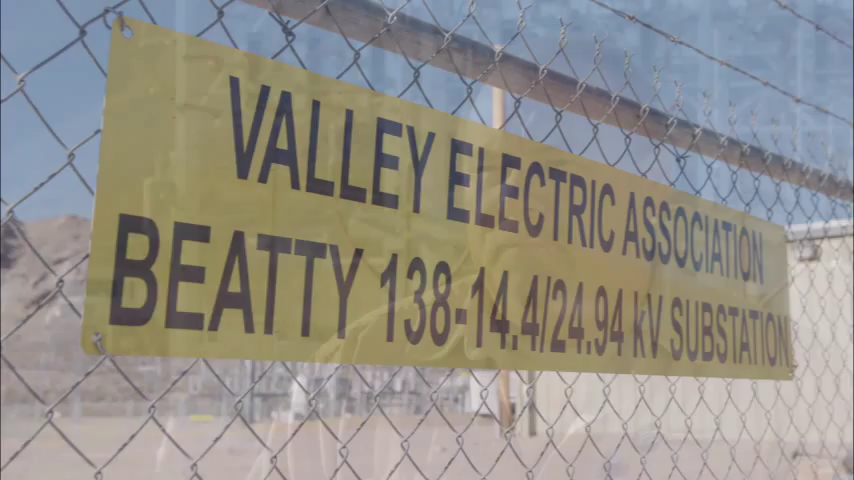 VALLEY ELECTRIC ASSOCIATION
BEATTY 138-14.4/24.94 kV SUBSTATION